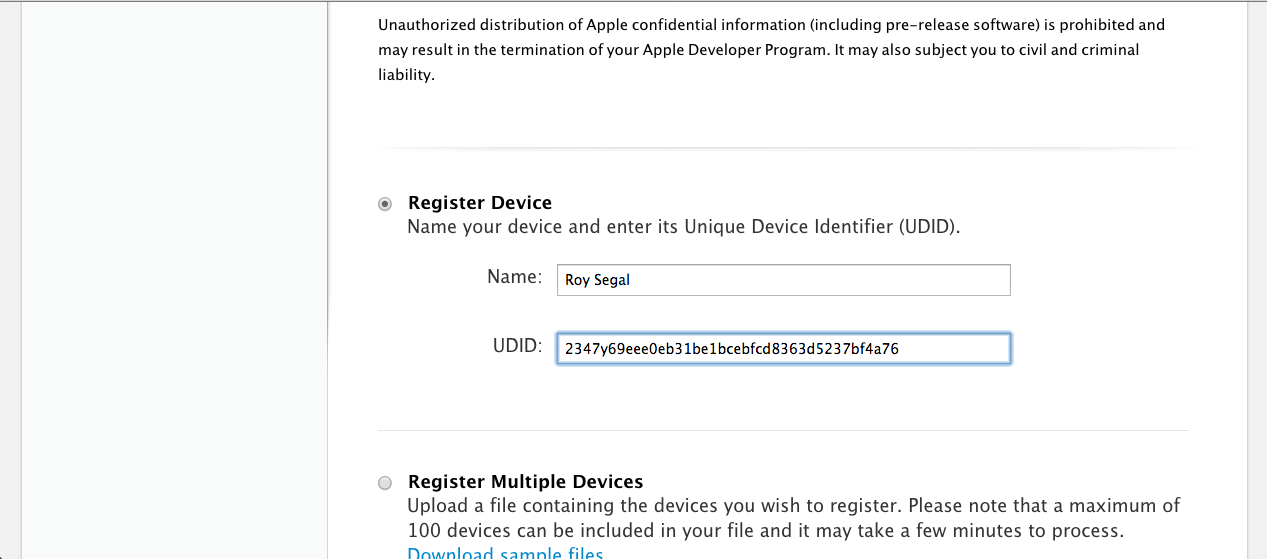 Unauthorized distribution of Apple confidential information (including pre-release software) is prohibited and
may result in the termination of your Apple Developer Program. It may also subject you to civil and criminal
liability.
Register Device
Name your device and enter its Unique Device Identifier (UDID).
Name: Roy Segal
UDID: 2347y69eee0eb31be1bcebfcd8363d5237bf4a76
Register Multiple Devices
Upload a file containing the devices you wish to register. Please note that a maximum of
100 devices can be included in your file and it may take a few minutes to process.
Download sample files